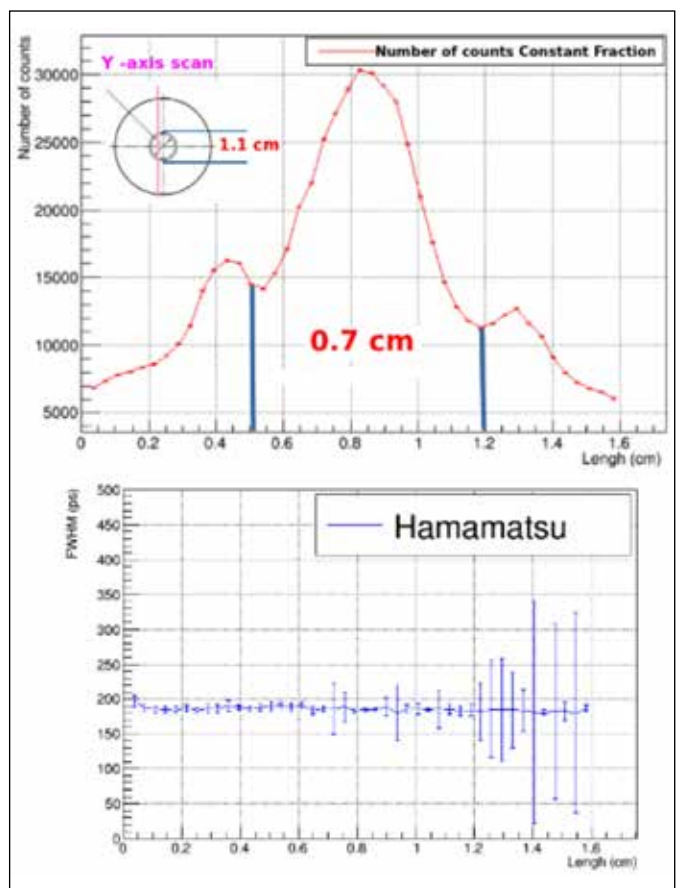 Number of counts Constant Fraction
Number of counts
Y -axis scan
1.1 cm
0.7 cm
30000
25000
20000
15000
10000
5000
0 0.2 0.4 0.6 0.8 1 1.2 1.4 1.6
Lengh (cm)
FWHM (ps)
Hamamatsu
500
450
400
350
300
250
200
150
100
50
0
0 0.2 0.4 0.6 0.8 1 1.2 1.4 1.6
Lengh (cm)